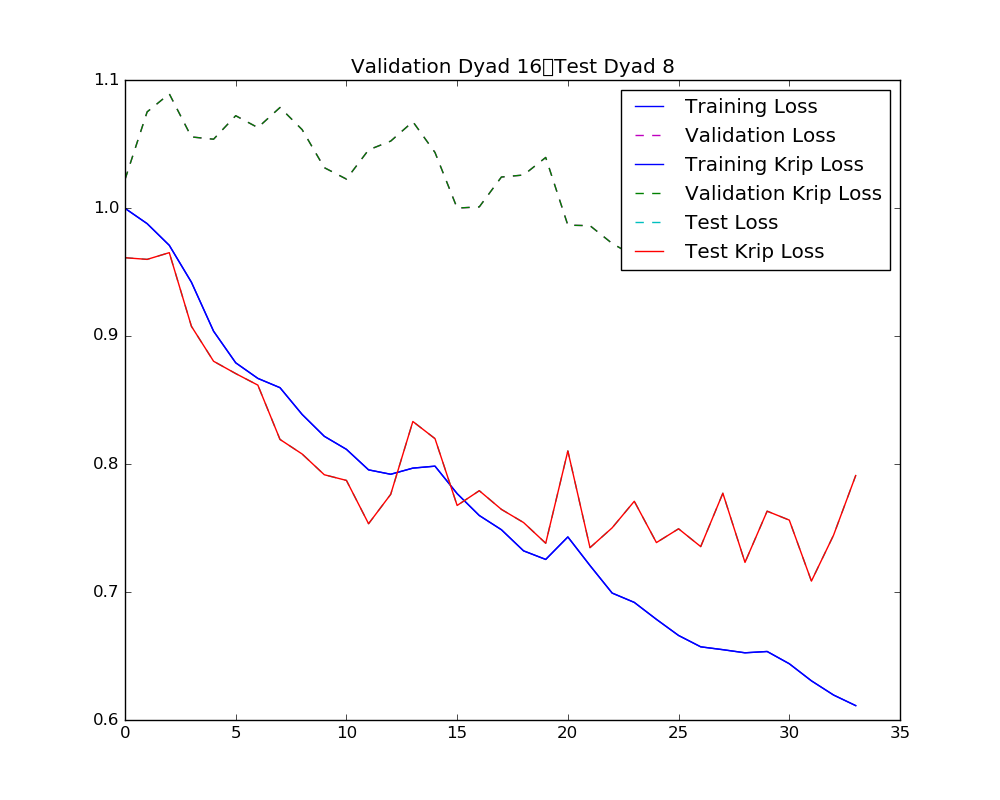 Validation Dyad 16▯Test Dyad 8
1.1
1.0
0.9
0.8
0.7
0.6
0 5 10 15 20 25 30 35
Training Loss
Validation Loss
Training Krip Loss
Validation Krip Loss
Test Loss
Test Krip Loss